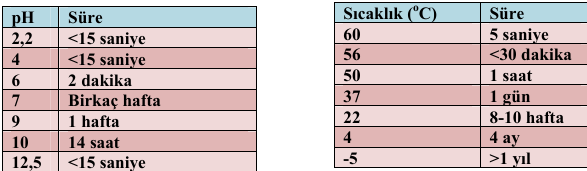 pH Süre
2,2 <15 saniye
4 <15 saniye
6 2 dakika
7 Birkaç hafta
9 1 hafta
10 14 saat
12,5 <15 saniye
Sıcaklık (°C) Süre
60 5 saniye
56 <30 dakika
50 1 saat
37 1 gün
22 8-10 hafta
4 4 ay
-5 >1 yıl